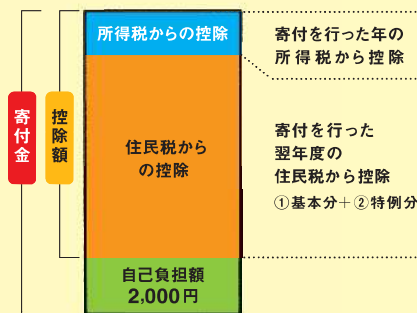 寄付金
控除額
所得税からの控除
住民税から
の控除
自己負担額
2,000円
寄付を行った年の
所得税から控除
寄付を行った
翌年度の
住民税から控除
①基本分+②特例分